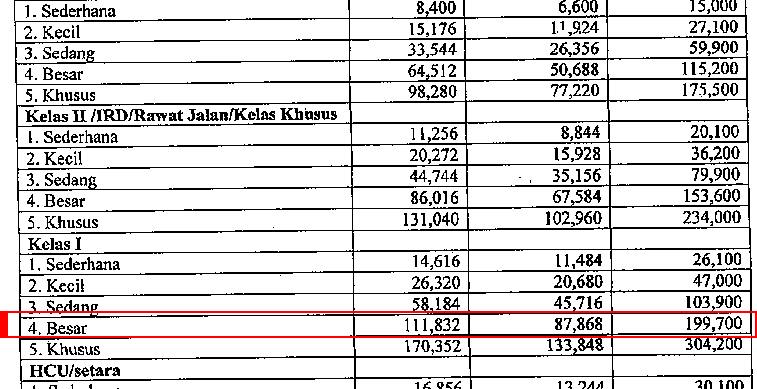 1. Sederhana 8,400 6,600 15,000
2. Kecil 15,176 11,924 27,100
3. Sedang 33,544 26,356 59,900
4. Besar 64,512 50,688 115,200
5. Khusus 98,280 77,220 175,500
Kelas II /IRD/Rawat Jalan/Kelas Khusus
1. Sederhana 11,256 8,844 20,100
2. Kecil 20,272 15,928 36,200
3. Sedang 44,744 35,156 79,900
4. Besar 86,016 67,584 153,600
5. Khusus 131,040 102,960 234,000
Kelas I
1. Sederhana 14,616 11,484 26,100
2. Kecil 26,320 20,680 47,000
3. Sedang 58,184 45,716 103,900
4. Besar 111,832 87,868 199,700
5. Khusus 170,352 133,848 304,200
HCU/setara
16,856 13,244 30,100